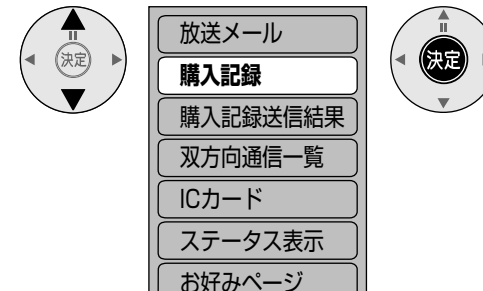 決定
放送メール
購入記録
購入記録送信結果
双方向通信一覧
ICカード
ステータス表示
お好みページ
決定